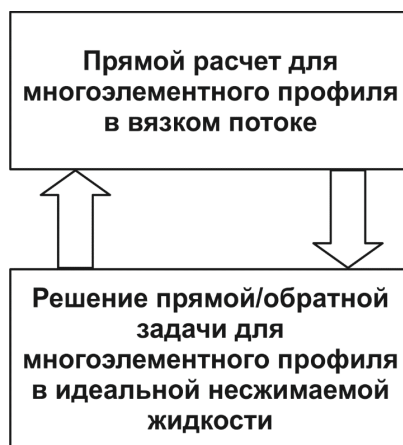 Прямой расчет для
многоэлементного профиля
в вязком потоке
Решение прямой/обратной
задачи для
многоэлементного профиля
в идеальной несжимаемой
жидкости